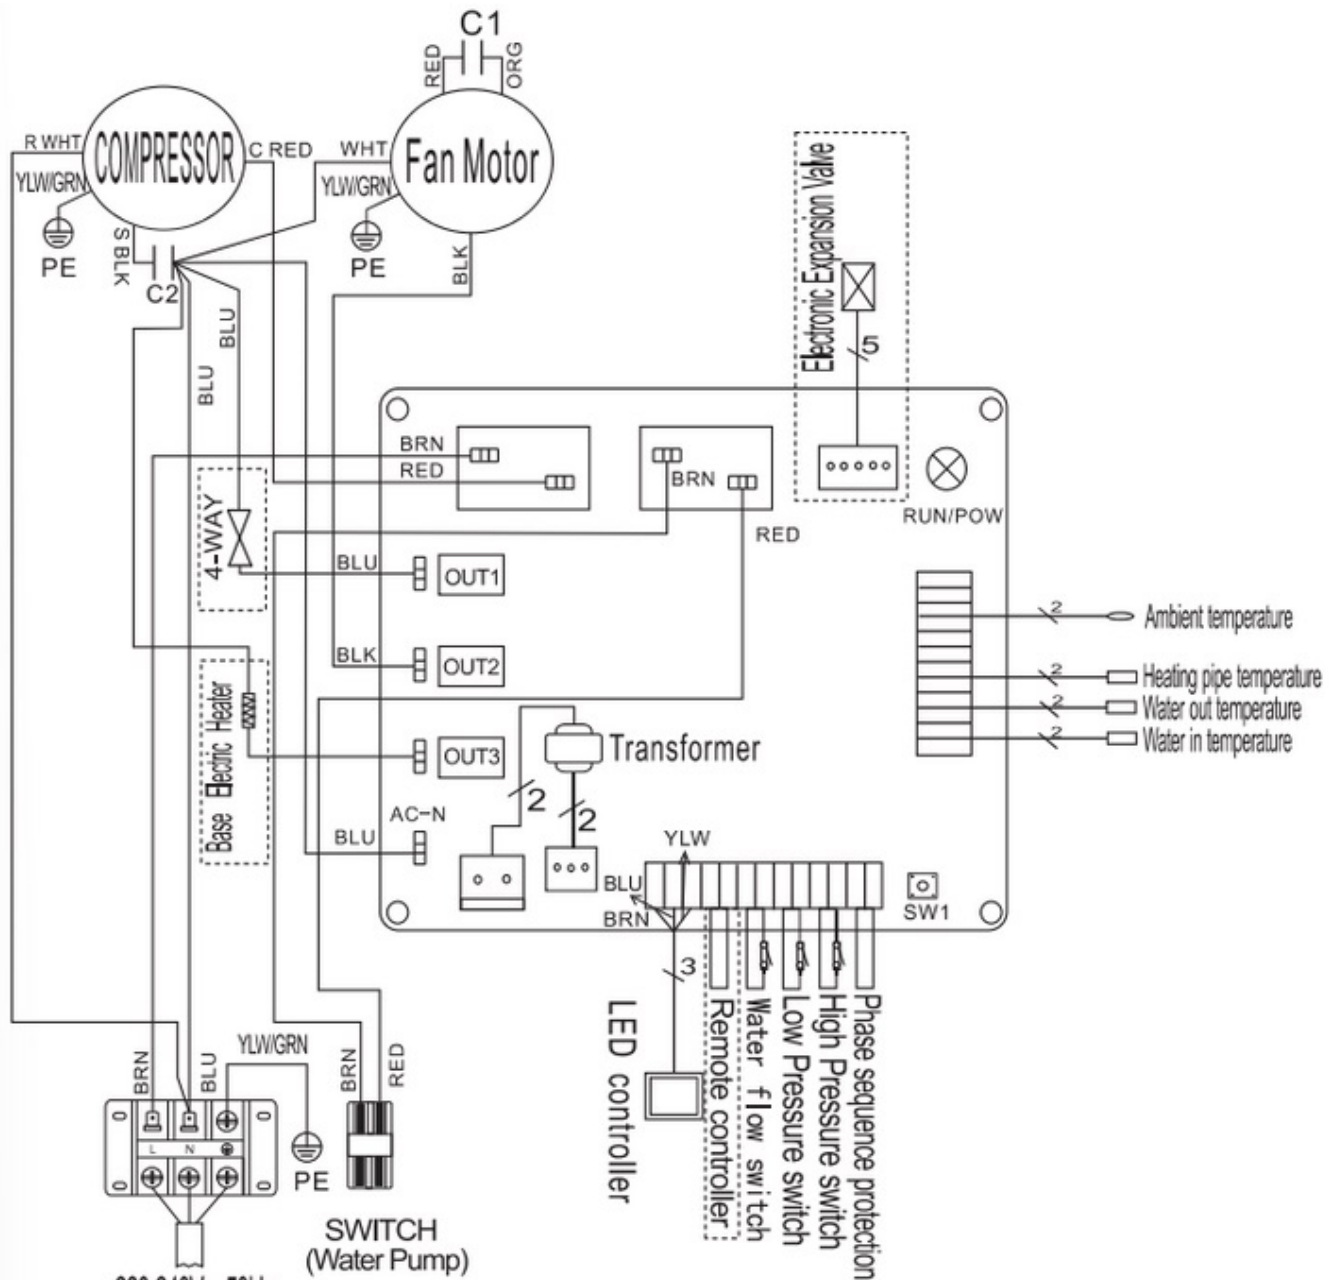 C1
RED
ORG
R WHT
COMPRESSOR
C RED
WHT
Fan Motor
YLW/GRN
YLW/GRN
PE
S BLK
C2
PE
BLK
BLU
BLU
Electronic Expansion Valve
5
BRN
RED
BRN
RED
RUN/POW
4-WAY
BLU
OUT1
BLK
OUT2
2
Ambient temperature
2
Heating pipe temperature
2
Water out temperature
2
Water in temperature
Base Electric Heater
OUT3
Transformer
2
2
AC-N
BLU
YLW
BLU
BRN
SW1
3
LED controller
Remote controller
Water flow switch
Low Pressure switch
High Pressure switch
Phase sequence protection
BRN
BLU
YLW/GRN
BRN
RED
L
N
PE
SWITCH
(Water Pump)